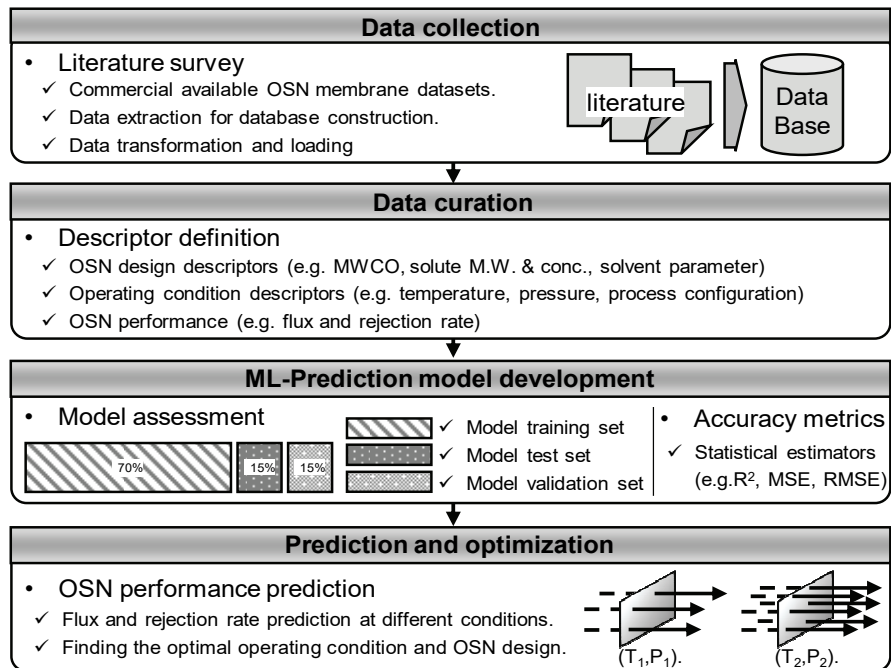 Data collection
• Literature survey
✓ Commercial available OSN membrane datasets.
✓ Data extraction for database construction.
✓ Data transformation and loading
literature
Data
Base
Data curation
• Descriptor definition
✓ OSN design descriptors (e.g. MWCO, solute M.W. & conc., solvent parameter)
✓ Operating condition descriptors (e.g. temperature, pressure, process configuration)
✓ OSN performance (e.g. flux and rejection rate)
ML-Prediction model development
• Model assessment
70%
15%
15%
✓ Model training set
✓ Model test set
✓ Model validation set
• Accuracy metrics
✓ Statistical estimators
(e.g.R², MSE, RMSE)
Prediction and optimization
• OSN performance prediction
✓ Flux and rejection rate prediction at different conditions.
✓ Finding the optimal operating condition and OSN design.
(T₁,P₁).
(T₂,P₂).